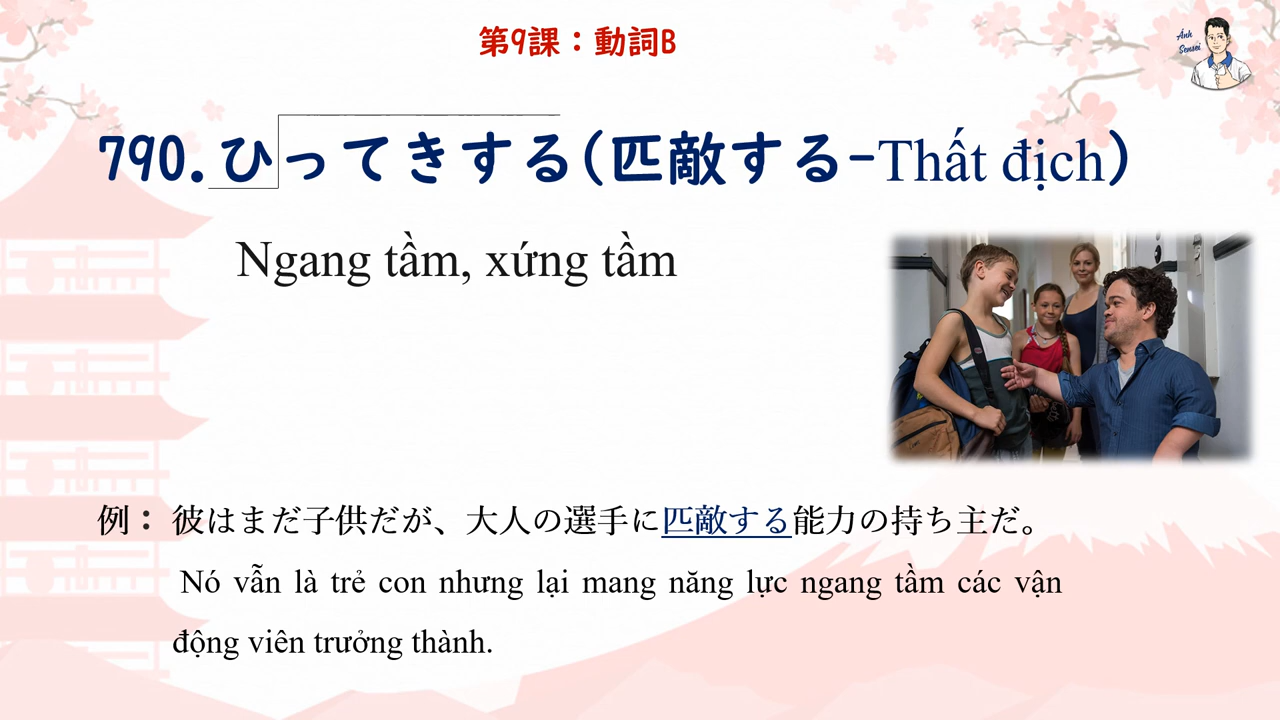 第9課：動詞B
Ánh
Sensei
790.ひってきする(匹敵する-Thất địch)
Ngang tầm, xứng tầm
例： 彼はまだ子供だが、大人の選手に匹敵する能力の持ち主だ。
Nó vẫn là trẻ con nhưng lại mang năng lực ngang tầm các vận
động viên trưởng thành.